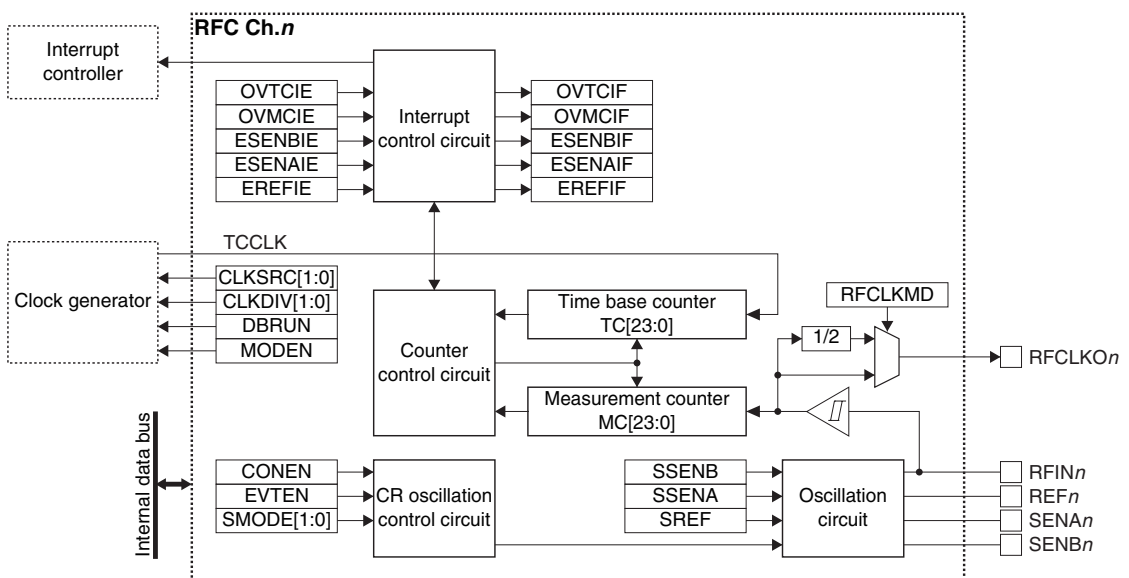 RFC Ch.n
Interrupt
controller
OVTCIE
OVMCIE
ESENBIE
ESENAIE
EREFIE
Interrupt
control circuit
OVTCIF
OVMCIF
ESENBIF
ESENAIF
EREFIF
TCCLK
Clock generator
CLKSRC[1:0]
CLKDIV[1:0]
DBRUN
MODEN
Counter
control circuit
Time base counter
TC[23:0]
Measurement counter
MC[23:0]
RFCLKMD
1/2
RFCLKOn
Internal data bus
CONEN
EVTEN
SMODE[1:0]
CR oscillation
control circuit
SSENB
SSENA
SREF
Oscillation
circuit
RFINn
REFn
SENAn
SENBn